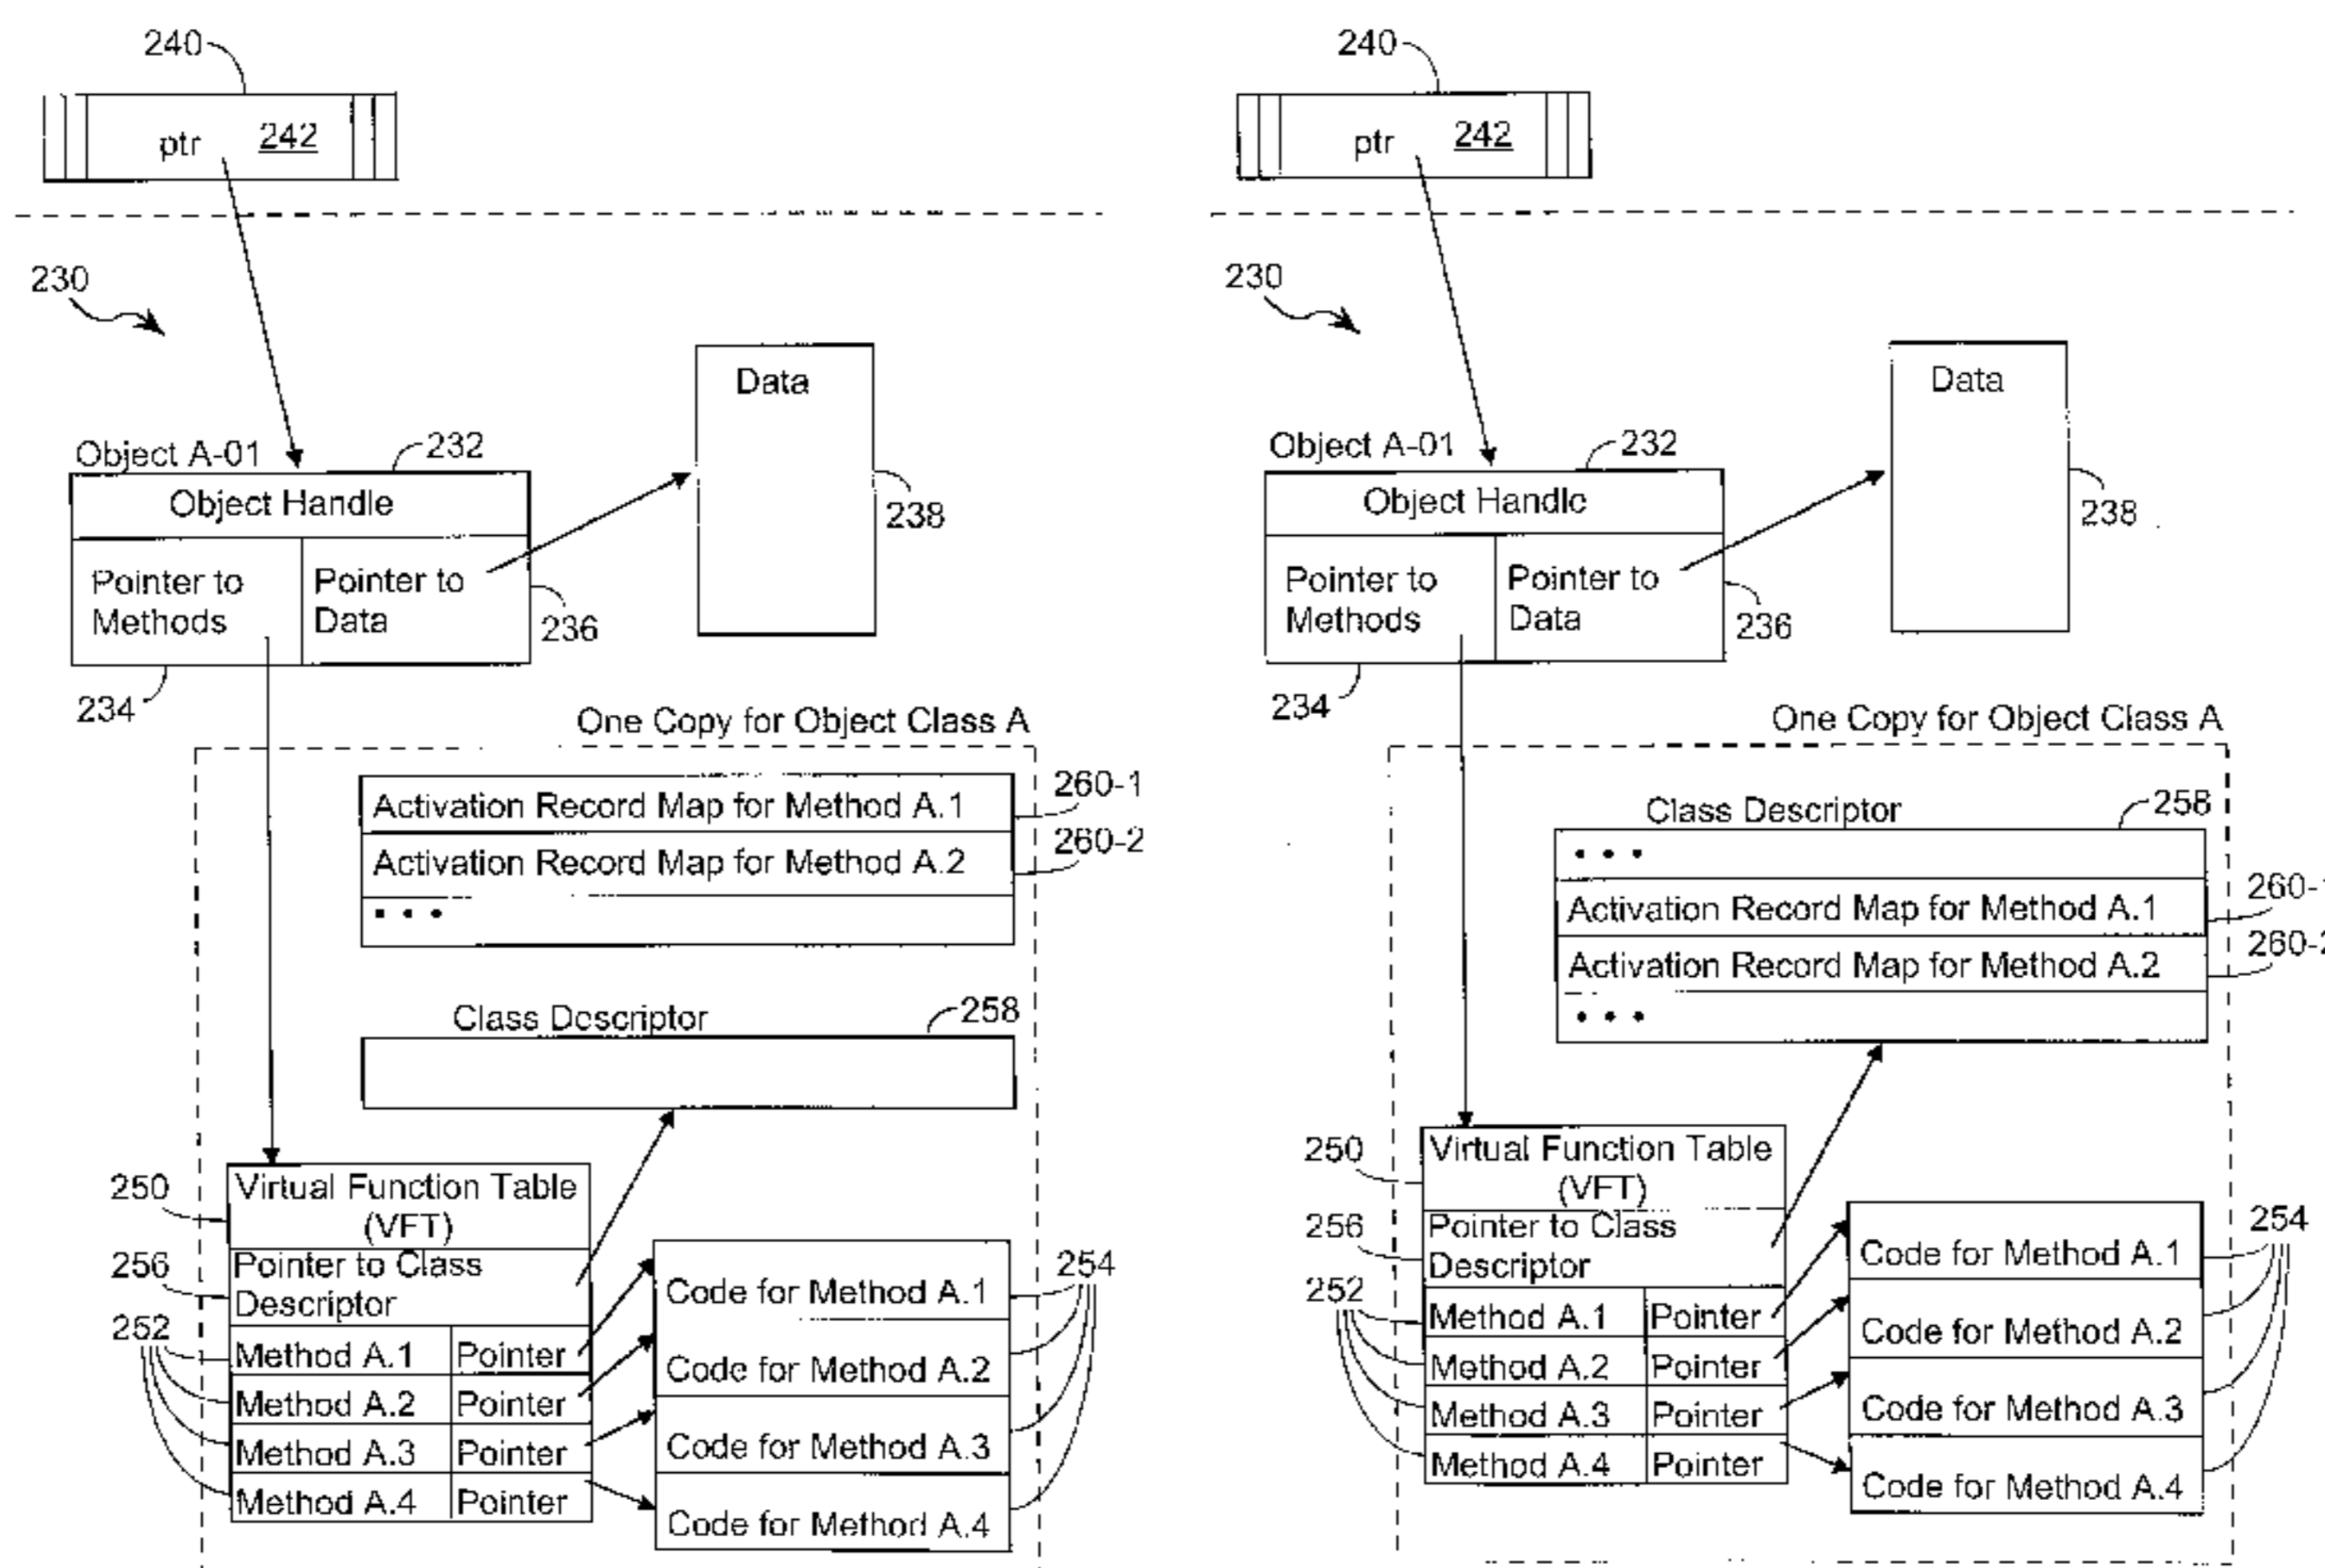 240
ptr 242
230
Data
Object A-01
232
Object Handle
238
Pointer to
Methods
Pointer to
Data
236
234
One Copy for Object Class A
260-1
Activation Record Map for Method A.1
260-2
Activation Record Map for Method A.2
• • •
Class Descriptor
258
250
Virtual Function Table
(VFT)
256
Pointer to Class
Descriptor
254
252
Code for Method A.1
Method A.1 Pointer
Code for Method A.2
Method A.2 Pointer
Code for Method A.3
Method A.3 Pointer
Method A.4 Pointer
Code for Method A.4
240
ptr 242
230
Data
Object A-01
232
Object Handle
238
Pointer to
Methods
Pointer to
Data
236
234
One Copy for Object Class A
Class Descriptor
258
• • •
260-1
Activation Record Map for Method A.1
260-2
Activation Record Map for Method A.2
• • •
250
Virtual Function Table
(VFT)
256
Pointer to Class
Descriptor
254
252
Code for Method A.1
Method A.1 Pointer
Code for Method A.2
Method A.2 Pointer
Code for Method A.3
Method A.3 Pointer
Method A.4 Pointer
Code for Method A.4